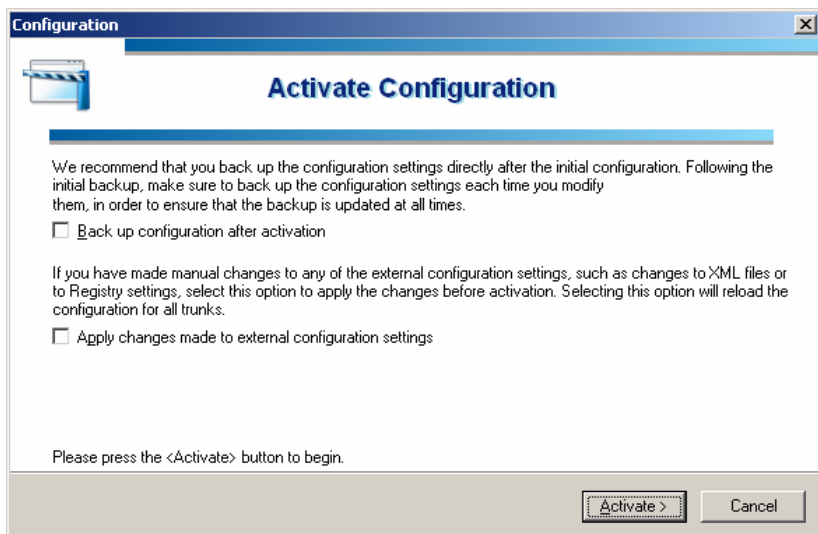 Configuration
Activate Configuration
We recommend that you back up the configuration settings directly after the initial configuration. Following the
initial backup, make sure to back up the configuration settings each time you modify
them, in order to ensure that the backup is updated at all times.
Back up configuration after activation
If you have made manual changes to any of the external configuration settings, such as changes to XML files or
to Registry settings, select this option to apply the changes before activation. Selecting this option will reload the
configuration for all trunks.
Apply changes made to external configuration settings
Please press the <Activate> button to begin.
Activate >
Cancel